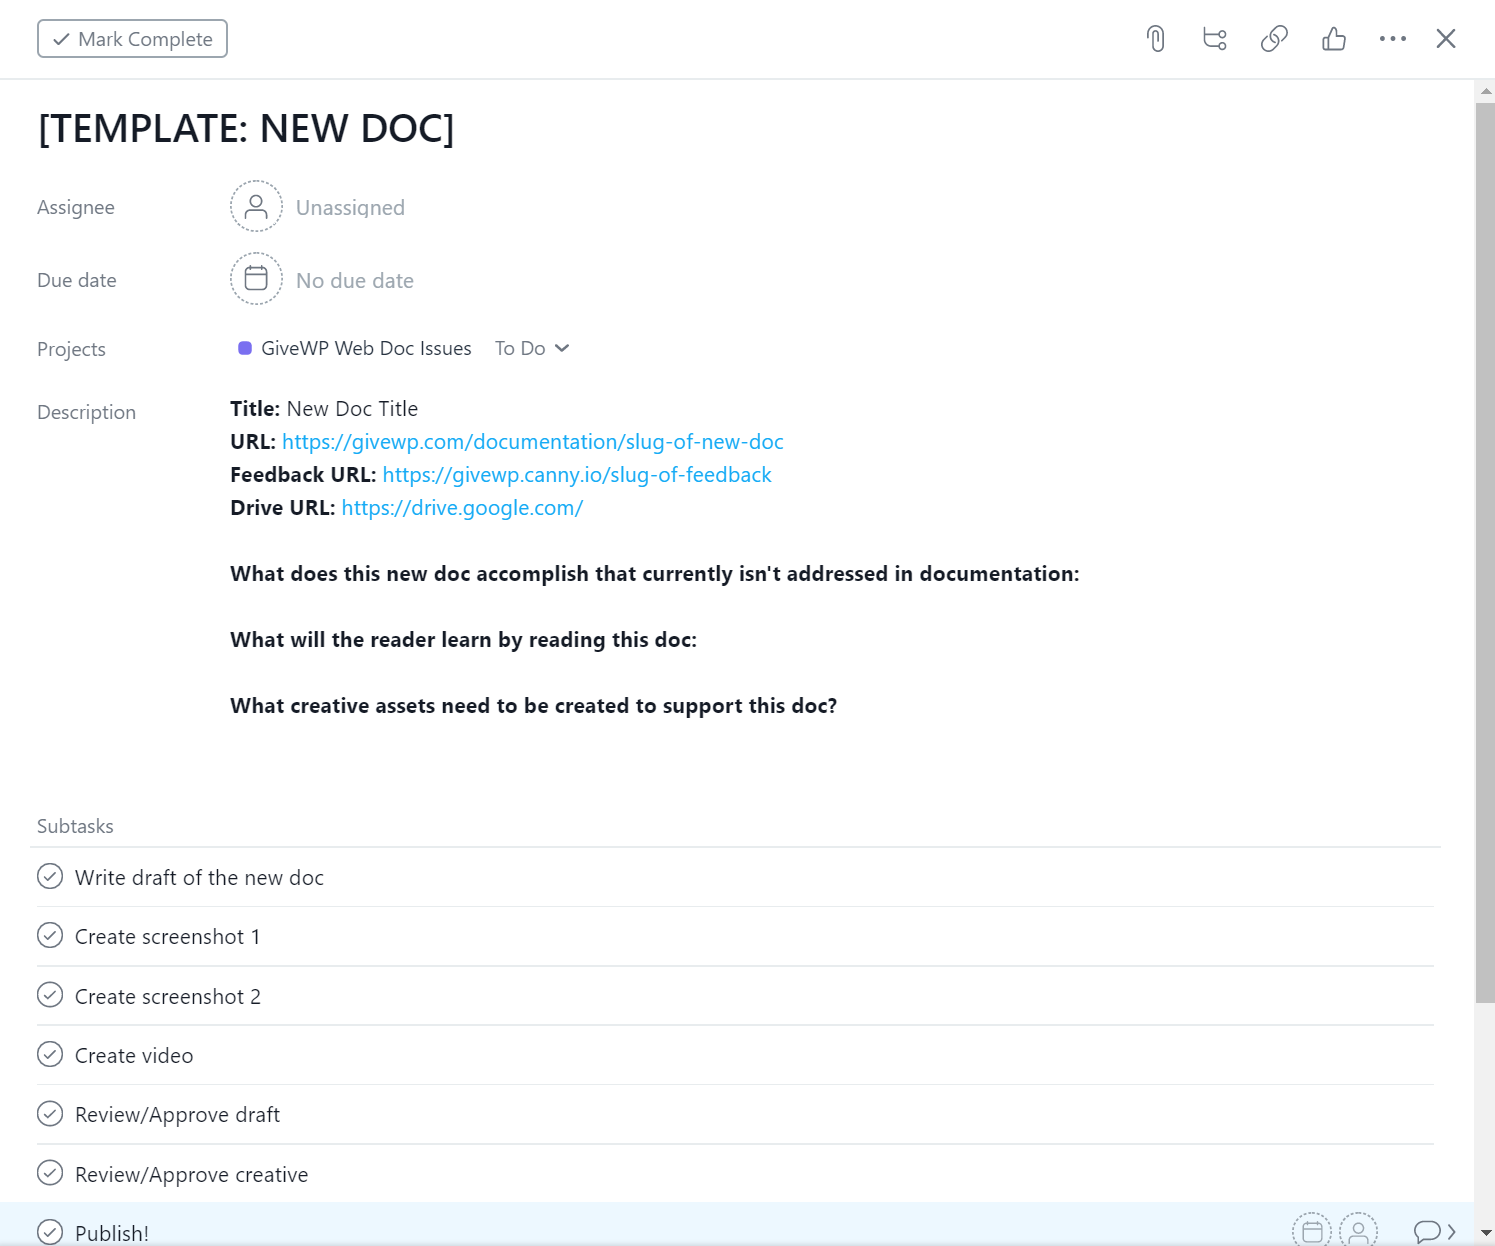 Mark Complete
[TEMPLATE: NEW DOC]
Assignee
Unassigned
Due date
No due date
Projects
GiveWP Web Doc Issues To Do
Description
Title: New Doc Title
URL: https://givewp.com/documentation/slug-of-new-doc
Feedback URL: https://givewp.canny.io/slug-of-feedback
Drive URL: https://drive.google.com/
What does this new doc accomplish that currently isn't addressed in documentation:
What will the reader learn by reading this doc:
What creative assets need to be created to support this doc?
Subtasks
Write draft of the new doc
Create screenshot 1
Create screenshot 2
Create video
Review/Approve draft
Review/Approve creative
Publish!